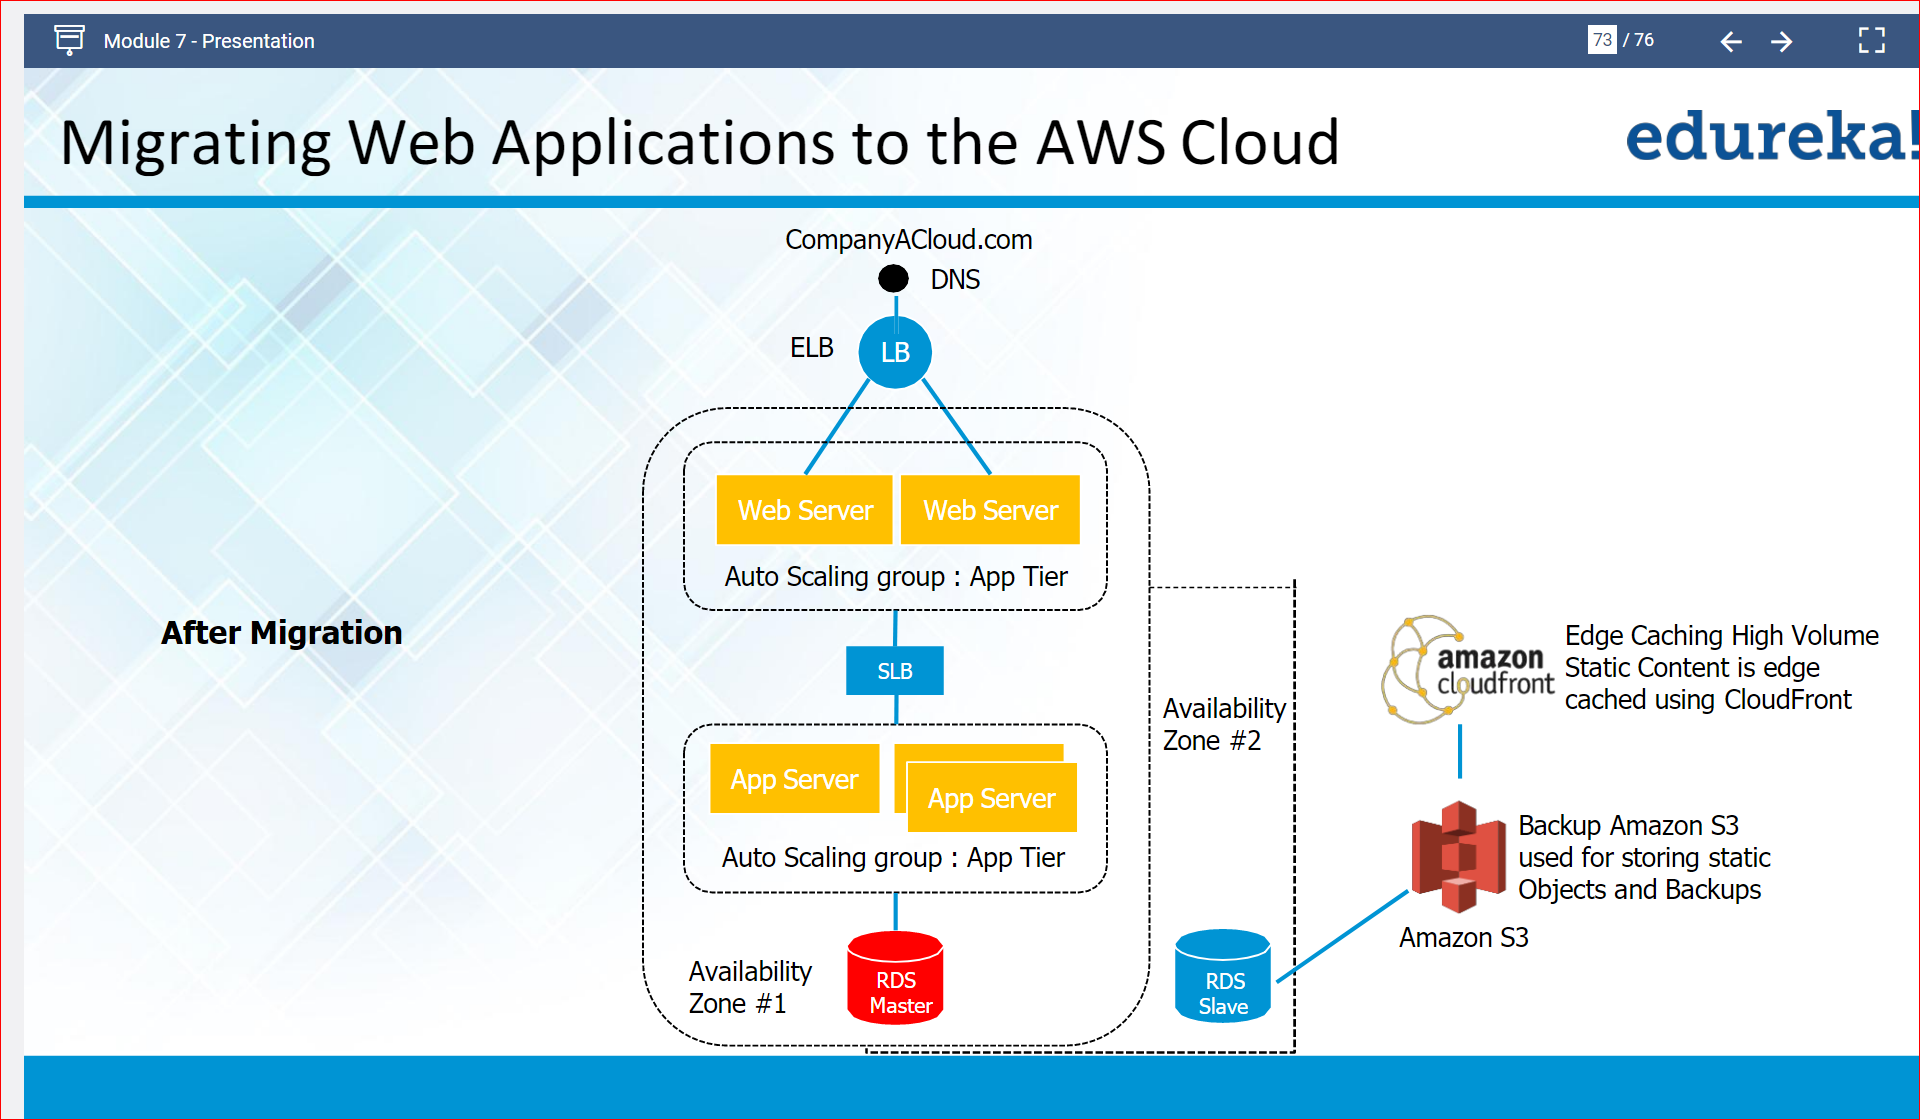 Module 7 - Presentation
73 / 76
Migrating Web Applications to the AWS Cloud
edureka!
CompanyACloud.com
DNS
ELB
LB
Web Server
Web Server
Auto Scaling group : App Tier
After Migration
SLB
App Server
App Server
Auto Scaling group : App Tier
Availability
Zone #1
RDS
Master
Availability
Zone #2
RDS
Slave
amazon
cloudfront
Edge Caching High Volume
Static Content is edge
cached using CloudFront
Backup Amazon S3
used for storing static
Objects and Backups
Amazon S3